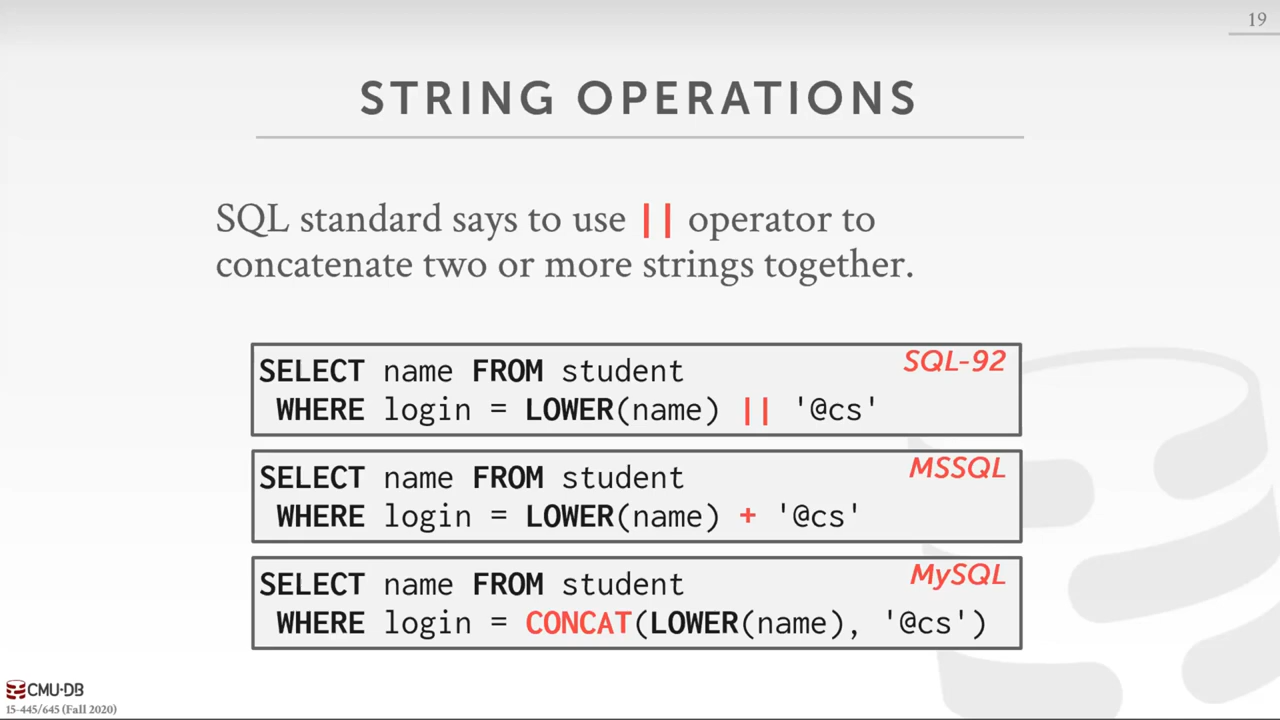 19
STRING OPERATIONS
SQL standard says to use || operator to
concatenate two or more strings together.
SELECT name FROM student
WHERE login = LOWER(name) || '@cs'
SQL-92
SELECT name FROM student
WHERE login = LOWER(name) + '@cs'
MSSQL
SELECT name FROM student
WHERE login = CONCAT(LOWER(name), '@cs')
MySQL
CMU·DB
15-445/645 (Fall 2020)